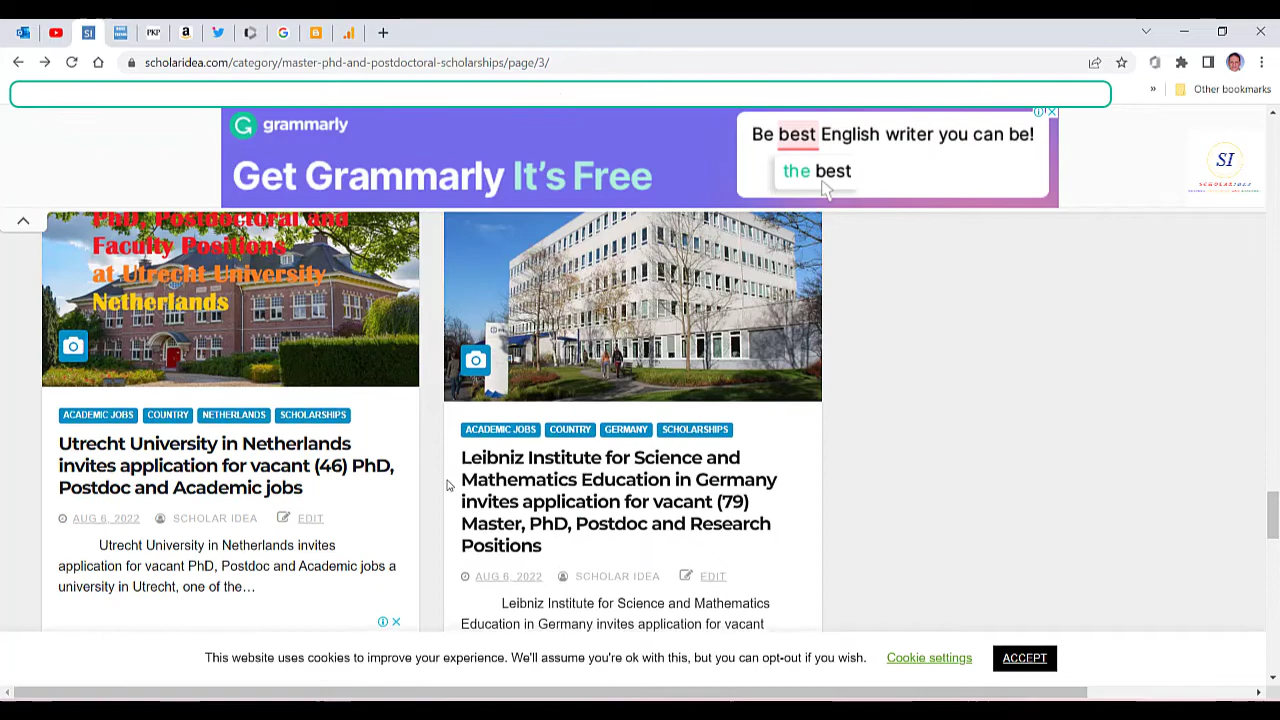 SI
PKP
scholaridea.com/category/master-phd-and-postdoctoral-scholarships/page/3/
» Other bookmarks
grammarly
Get Grammarly It's Free
Be best English writer you can be!
the best
SI
SCHOLARIDEA
PhD, Postdoctoral and
Faculty Positions
at Utrecht University
Netherlands
ACADEMIC JOBS COUNTRY NETHERLANDS SCHOLARSHIPS
Utrecht University in Netherlands
invites application for vacant (46) PhD,
Postdoc and Academic jobs
AUG 6, 2022 SCHOLAR IDEA EDIT
Utrecht University in Netherlands invites
application for vacant PhD, Postdoc and Academic jobs a
university in Utrecht, one of the…
ACADEMIC JOBS COUNTRY GERMANY SCHOLARSHIPS
Leibniz Institute for Science and
Mathematics Education in Germany
invites application for vacant (79)
Master, PhD, Postdoc and Research
Positions
AUG 6, 2022 SCHOLAR IDEA EDIT
Leibniz Institute for Science and Mathematics
Education in Germany invites application for vacant
This website uses cookies to improve your experience. We'll assume you're ok with this, but you can opt-out if you wish. Cookie settings ACCEPT